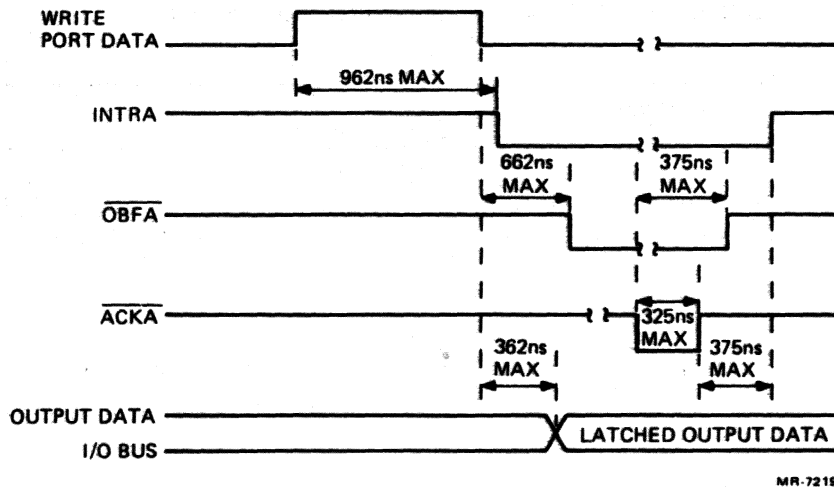 WRITE
PORT DATA
962ns MAX
INTRA
662ns
MAX
375ns
MAX
OBFA
ACKA
325ns
MAX
362ns
MAX
375ns
MAX
OUTPUT DATA
LATCHED OUTPUT DATA
I/O BUS
MR-7219